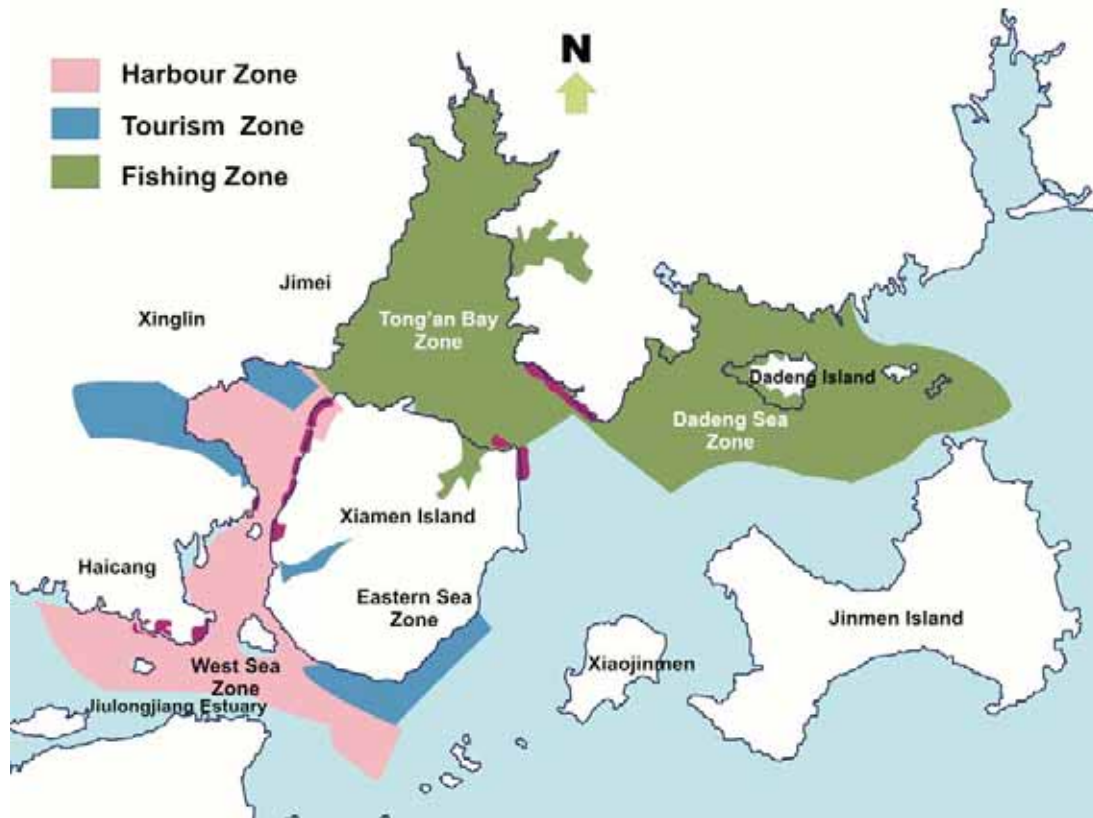 N
Harbour Zone
Tourism Zone
Fishing Zone
Jimei
Xinglin
Tong'an Bay
Zone
Dadeng Island
Dadeng Sea
Zone
Xiamen Island
Haicang
Eastern Sea
Zone
Jinmen Island
Xiaojinmen
West Sea
Zone
Jiulongjiang Estuary